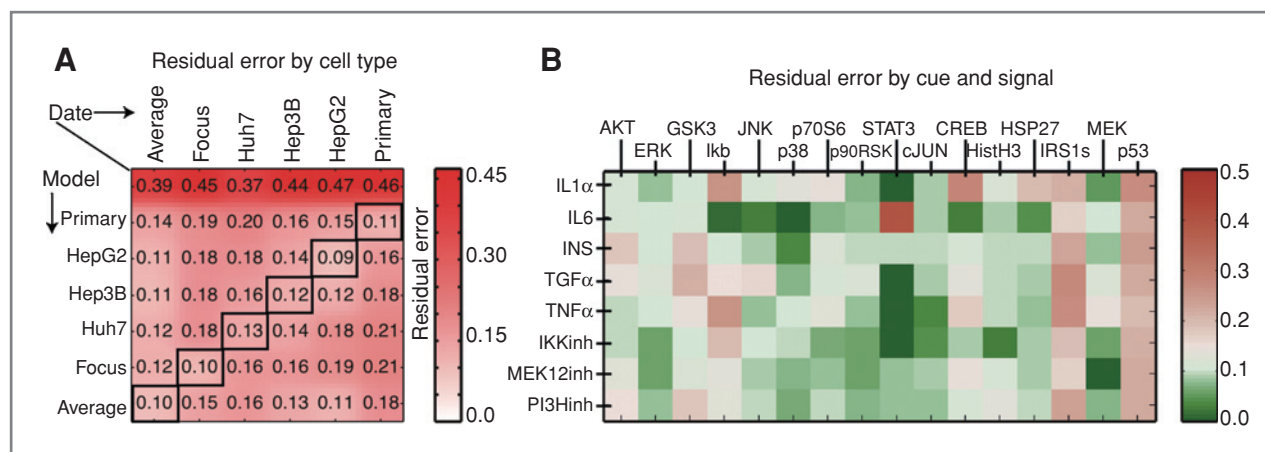 A
Residual error by cell type
Date
Average
Focus
Huh7
Hep3B
HepG2
Primary
Model
0.39 0.45 0.37 0.44 0.47 0.46
Primary 0.14 0.19 0.20 0.16 0.15 0.11
HepG2 0.11 0.18 0.18 0.14 0.09 0.16
Hep3B 0.11 0.18 0.16 0.12 0.12 0.18
Huh7 0.12 0.18 0.13 0.14 0.18 0.21
Focus 0.12 0.10 0.16 0.16 0.19 0.21
Average 0.10 0.15 0.16 0.13 0.11 0.18
Residual error
0.45
0.30
0.15
0.0
B
Residual error by cue and signal
AKT GSK3 JNK p70S6 STAT3 CREB HSP27 MEK
ERK Ikb p38 p90RSK cJUN HistH3 IRS1s p53
IL1α
IL6
INS
TGFα
TNFα
IKKinh
MEK12inh
PI3Hinh
0.5
0.4
0.3
0.2
0.1
0.0